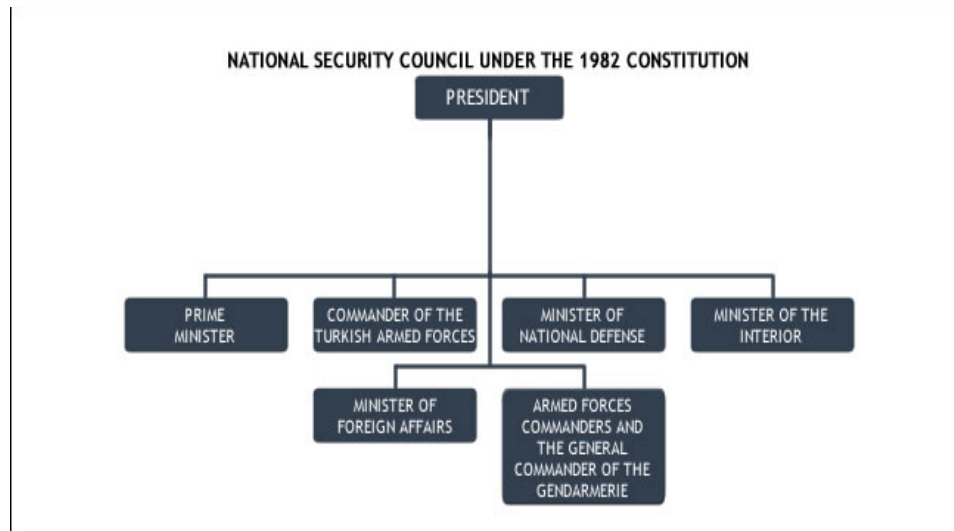 NATIONAL SECURITY COUNCIL UNDER THE 1982 CONSTITUTION
PRESIDENT
PRIME
MINISTER
COMMANDER OF THE
TURKISH ARMED FORCES
MINISTER OF
NATIONAL DEFENSE
MINISTER OF THE
INTERIOR
MINISTER OF
FOREIGN AFFAIRS
ARMED FORCES
COMMANDERS AND
THE GENERAL
COMMANDER OF THE
GENDARMERIE